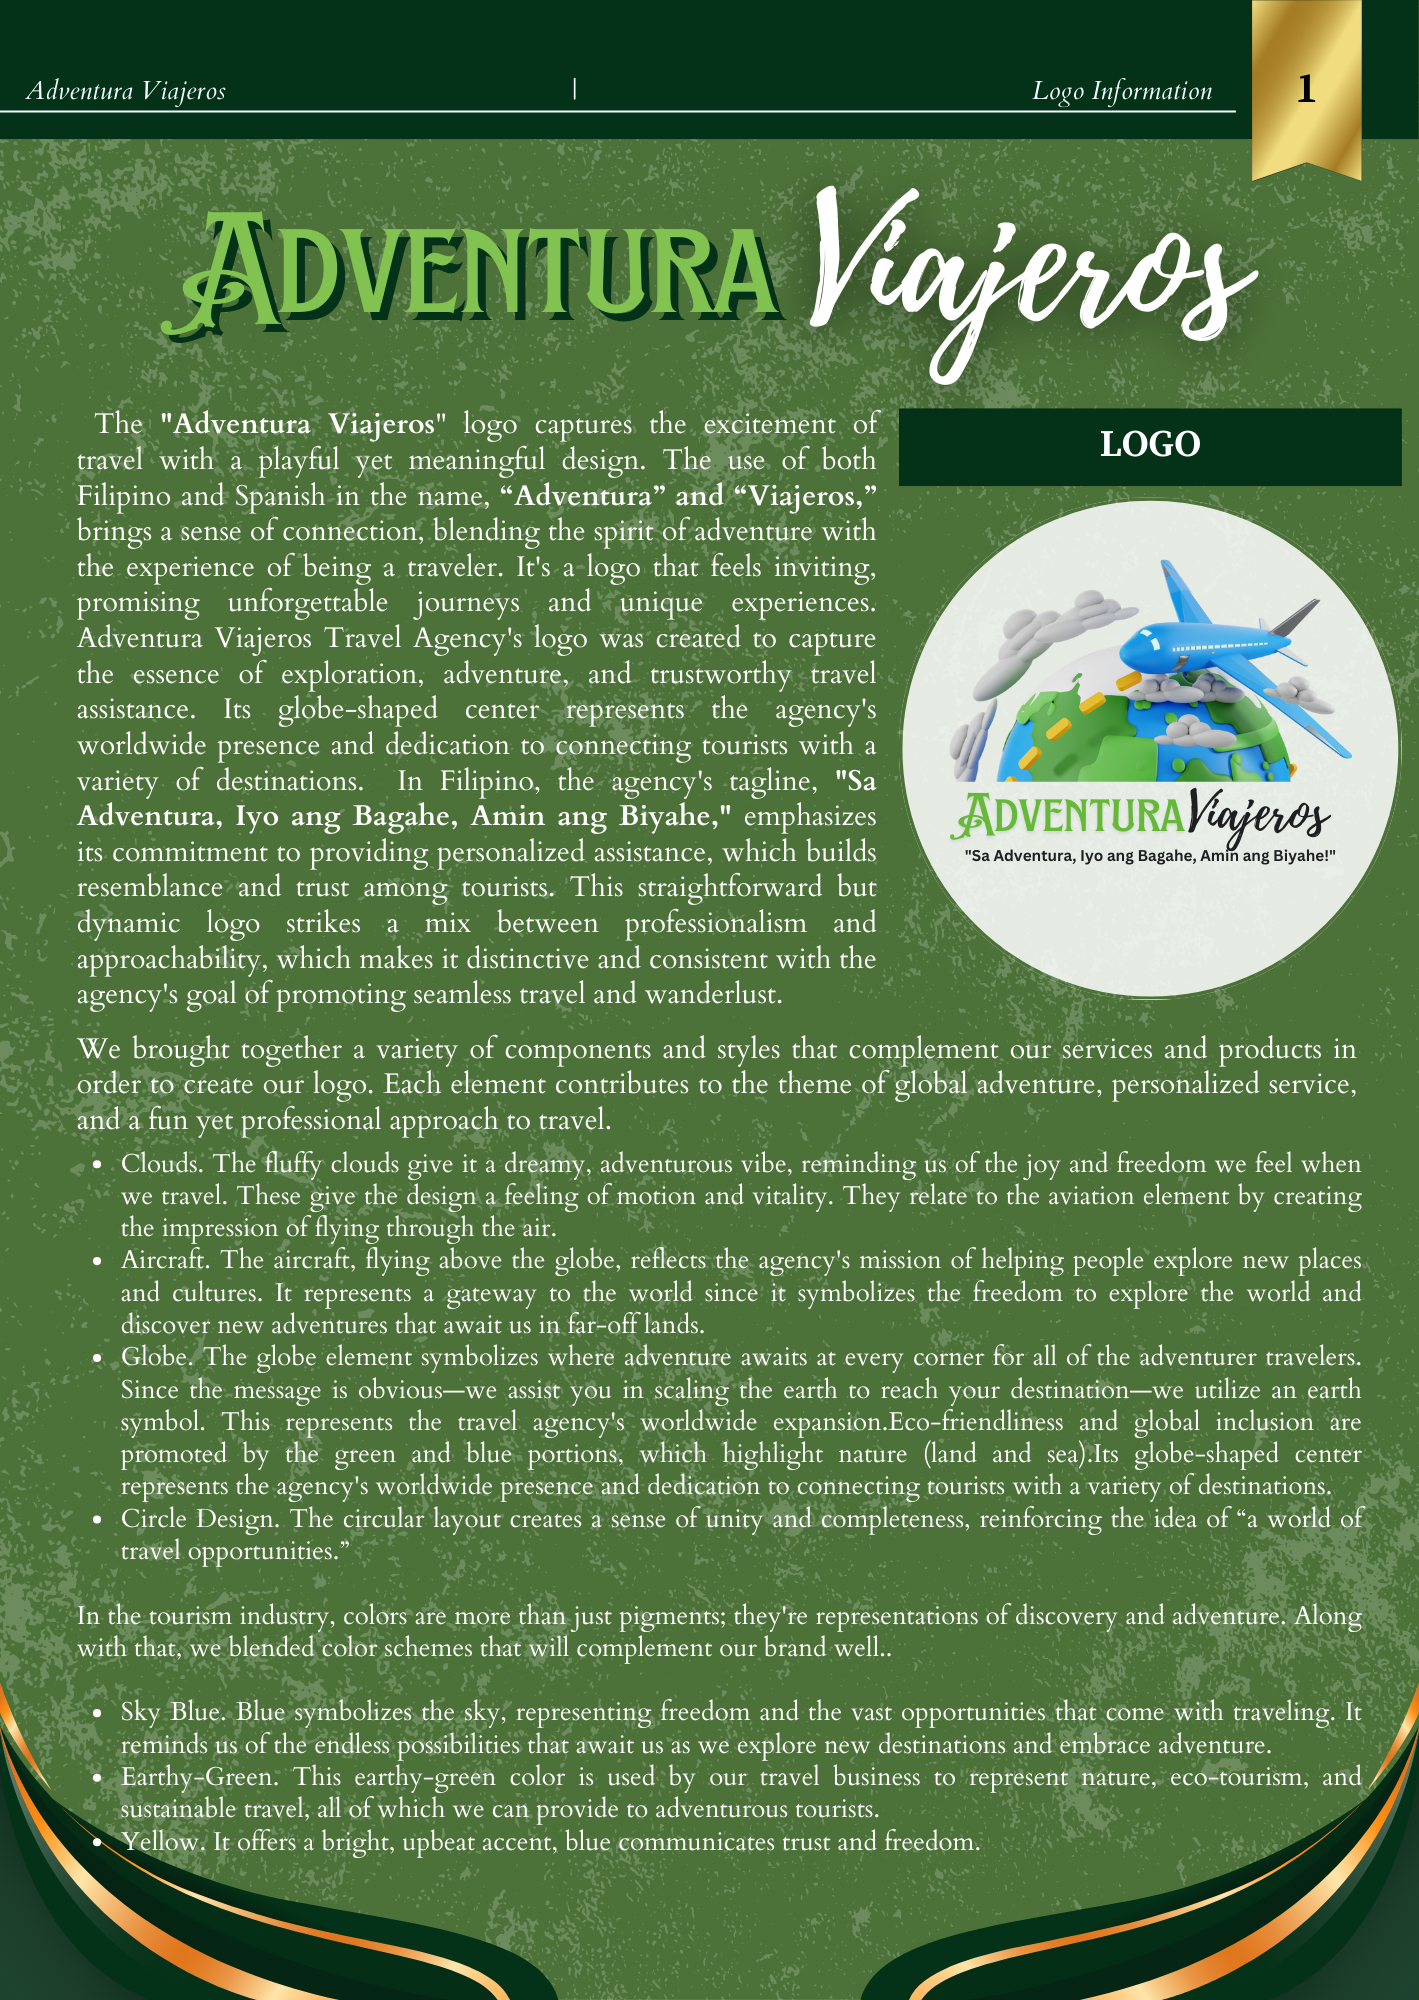 Adventura Viajeros | Logo Information 1
ADVENTURA Viajeros
The "Adventura Viajeros" logo captures the excitement of
travel with a playful yet meaningful design. The use of both
Filipino and Spanish in the name, “Adventura” and “Viajeros,”
brings a sense of connection, blending the spirit of adventure with
the experience of being a traveler. It's a logo that feels inviting,
promising unforgettable journeys and unique experiences.
Adventura Viajeros Travel Agency's logo was created to capture
the essence of exploration, adventure, and trustworthy travel
assistance. Its globe-shaped center represents the agency's
worldwide presence and dedication to connecting tourists with a
variety of destinations. In Filipino, the agency's tagline, "Sa
Adventura, Iyo ang Bagahe, Amin ang Biyahe," emphasizes
its commitment to providing personalized assistance, which builds
resemblance and trust among tourists. This straightforward but
dynamic logo strikes a mix between professionalism and
approachability, which makes it distinctive and consistent with the
agency's goal of promoting seamless travel and wanderlust.
LOGO
ADVENTURA Viajeros
"Sa Adventura, Iyo ang Bagahe, Amin ang Biyahe!"
We brought together a variety of components and styles that complement our services and products in
order to create our logo. Each element contributes to the theme of global adventure, personalized service,
and a fun yet professional approach to travel.
• Clouds. The fluffy clouds give it a dreamy, adventurous vibe, reminding us of the joy and freedom we feel when
we travel. These give the design a feeling of motion and vitality. They relate to the aviation element by creating
the impression of flying through the air.
• Aircraft. The aircraft, flying above the globe, reflects the agency's mission of helping people explore new places
and cultures. It represents a gateway to the world since it symbolizes the freedom to explore the world and
discover new adventures that await us in far-off lands.
• Globe. The globe element symbolizes where adventure awaits at every corner for all of the adventurer travelers.
Since the message is obvious—we assist you in scaling the earth to reach your destination—we utilize an earth
symbol. This represents the travel agency's worldwide expansion.Eco-friendliness and global inclusion are
promoted by the green and blue portions, which highlight nature (land and sea).Its globe-shaped center
represents the agency's worldwide presence and dedication to connecting tourists with a variety of destinations.
• Circle Design. The circular layout creates a sense of unity and completeness, reinforcing the idea of “a world of
travel opportunities.”
In the tourism industry, colors are more than just pigments; they're representations of discovery and adventure. Along
with that, we blended color schemes that will complement our brand well..
• Sky Blue. Blue symbolizes the sky, representing freedom and the vast opportunities that come with traveling. It
reminds us of the endless possibilities that await us as we explore new destinations and embrace adventure.
• Earthy-Green. This earthy-green color is used by our travel business to represent nature, eco-tourism, and
sustainable travel, all of which we can provide to adventurous tourists.
• Yellow. It offers a bright, upbeat accent, blue communicates trust and freedom.